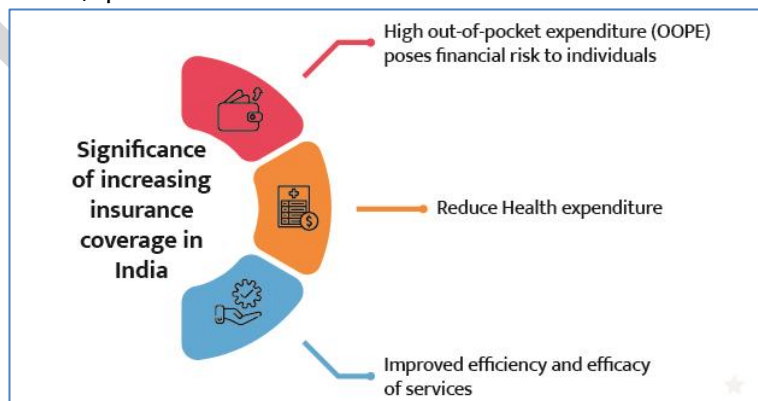 Significance
of increasing
insurance
coverage in
India
High out-of-pocket expenditure (OOPE)
poses financial risk to individuals
Reduce Health expenditure
Improved efficiency and efficacy
of services